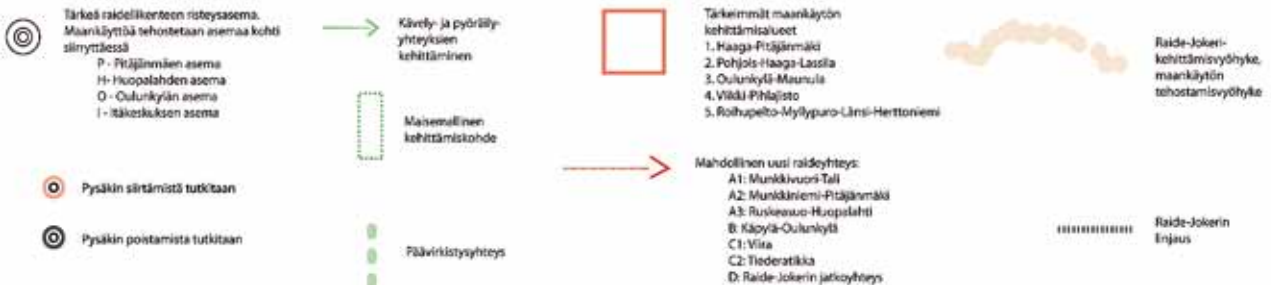 Tärkeä raideliikenteen risteysasema.
Maankäyttöä tehostetaan asemaa kohti
siirryttäessä
P - Pitäjänmäen asema
H- Huopalahden asema
O - Oulunkylän asema
I - Itäkeskuksen asema
Pysäkin siirtämistä tutkitaan
Pysäkin poistamista tutkitaan
Kävely- ja pyöräily-
yhteyksien
kehittäminen
Maisemallinen
kehittämiskohde
Päävirkistysyhteys
Tärkeimmät maankäytön
kehittämisalueet
1. Haaga-Pitäjänmäki
2. Pohjois-Haaga-Lassila
3. Oulunkylä-Maunula
4. Viikki-Pihlajisto
5. Roihupelto-Myllypuro-Länsi-Herttoniemi
Mahdollinen uusi raideyhteys:
A1: Munkkivuori-Tali
A2: Munkkiniemi-Pitäjänmäki
A3: Ruskeasuo-Huopalahti
B: Käpylä-Oulunkylä
C1: Viira
C2: Tiederatikka
D: Raide-Jokerin jatkoyhteys
Raide-Jokeri-
kehittämisvyöhyke,
maankäytön
tehostamisvyöhyke
Raide-Jokerin
linjaus